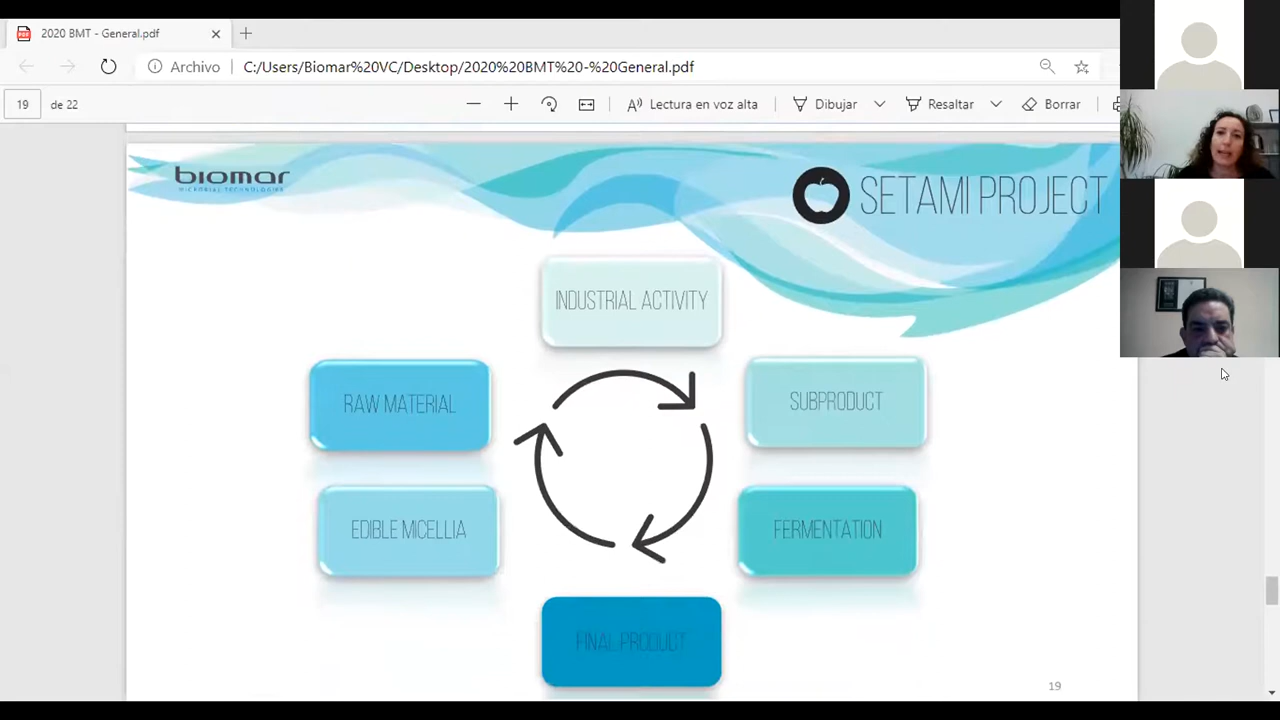 2020 BMT - General.pdf
Archivo
C:/Users/Biomar%20VC/Desktop/2020%20BMT%20-%20General.pdf
19
de 22
Lectura en voz alta
Dibujar
Resaltar
Borrar
biomar
MICROBIAL TECHNOLOGIES
SETAMI PROJECT
INDUSTRIAL ACTIVITY
RAW MATERIAL
SUBPRODUCT
EDIBLE MICELLIA
FERMENTATION
FINAL PRODUCT
19